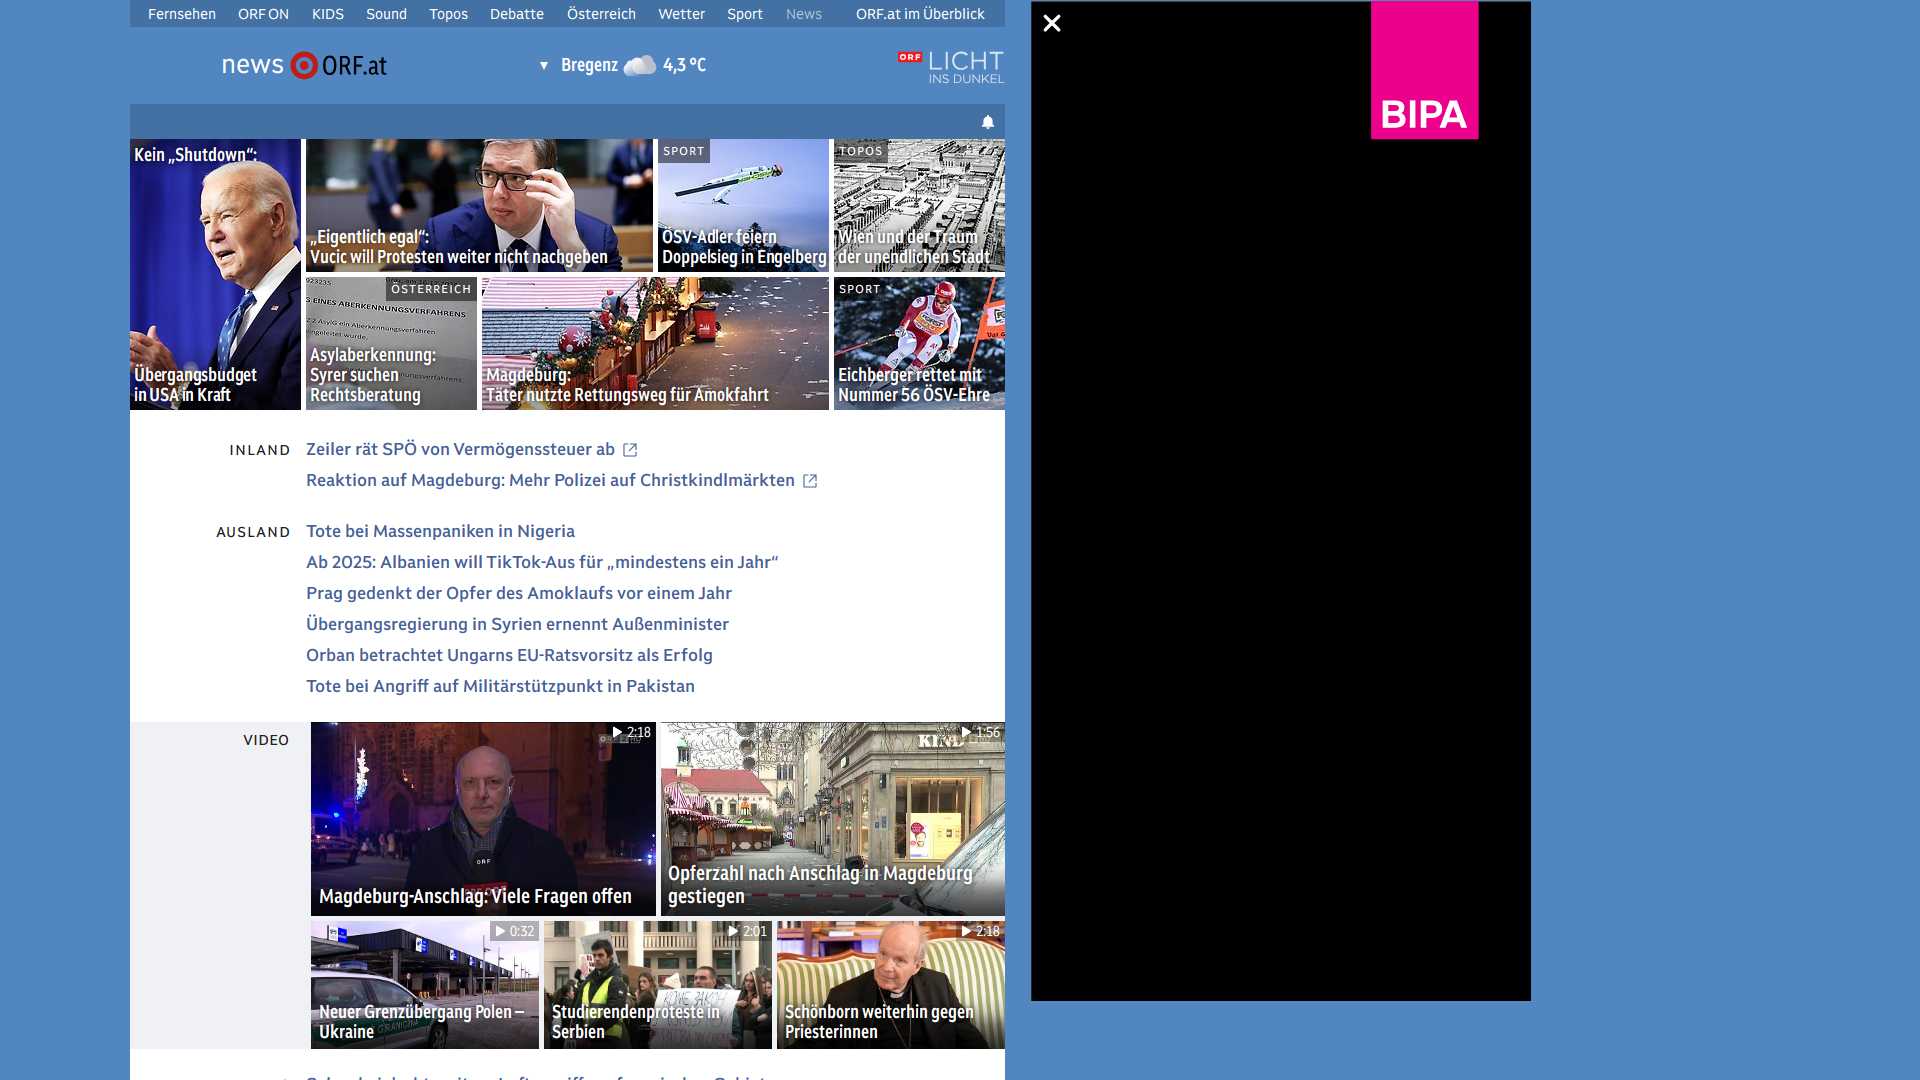 Fernsehen ORF ON KIDS Sound Topos Debatte Österreich Wetter Sport News ORF.at im Überblick
news ORF.at
▼ Bregenz 4,3 °C
ORF LICHT
INS DUNKEL
BIPA
Kein „Shutdown“:
Übergangsbudget
in USA in Kraft
„Eigentlich egal“:
Vucic will Protesten weiter nicht nachgeben
SPORT
ÖSV-Adler feiern
Doppelsieg in Engelberg
TOPOS
Wien und der Traum
der unendlichen Stadt
ÖSTERREICH
Asylaberkennung:
Syrer suchen
Rechtsberatung
Magdeburg:
Täter nutzte Rettungsweg für Amokfahrt
SPORT
Eichberger rettet mit
Nummer 56 ÖSV-Ehre
INLAND
Zeiler rät SPÖ von Vermögenssteuer ab
Reaktion auf Magdeburg: Mehr Polizei auf Christkindlmärkten
AUSLAND
Tote bei Massenpaniken in Nigeria
Ab 2025: Albanien will TikTok-Aus für „mindestens ein Jahr“
Prag gedenkt der Opfer des Amoklaufs vor einem Jahr
Übergangsregierung in Syrien ernennt Außenminister
Orban betrachtet Ungarns EU-Ratsvorsitz als Erfolg
Tote bei Angriff auf Militärstützpunkt in Pakistan
VIDEO
2:18
Magdeburg-Anschlag: Viele Fragen offen
1:56
KIND
Opferzahl nach Anschlag in Magdeburg
gestiegen
0:32
Neuer Grenzübergang Polen –
Ukraine
2:01
Studierendenproteste in
Serbien
2:18
Schönborn weiterhin gegen
Priesterinnen